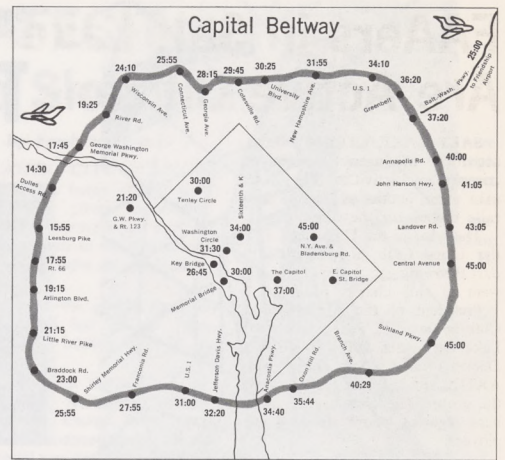 Capital Beltway
25:00
Balt.-Wash. Pkwy.
to Friendship
Airport
24:10
Wisconsin Ave.
25:55
Connecticut Ave.
28:15
Georgia Ave.
29:45
Colesville Rd.
30:25
University
Blvd.
31:55
New Hampshire Ave.
34:10
U.S. I
36:20
Greenbelt
37:20
19:25
River Rd.
17:45
George Washington
Memorial Pkwy.
14:30
Dulles
Access Rd.
40:00
Annapolis Rd.
41:05
John Hanson Hwy.
30:00
Tenley Circle
21:20
G.W. Pkwy.
& Rt. 123
Sixteenth & K
34:00
Washington
Circle
31:30
45:00
N.Y. Ave. &
Bladensburg Rd.
15:55
Leesburg Pike
43:05
Landover Rd.
17:55
Rt. 66
Key Bridge
26:45
30:00
Memorial Bridge
The Capitol
37:00
E. Capitol
St. Bridge
Central Avenue
45:00
19:15
Arlington Blvd.
21:15
Little River Pike
Suitland Pkwy.
45:00
Braddock Rd.
23:00
Shirley Memorial Hwy.
25:55
Franconia Rd.
27:55
U.S. I
31:00
Jefferson Davis Hwy.
32:20
Anacostia Pkwy.
34:40
Oxon Hill Rd.
35:44
Branch Ave.
40:29